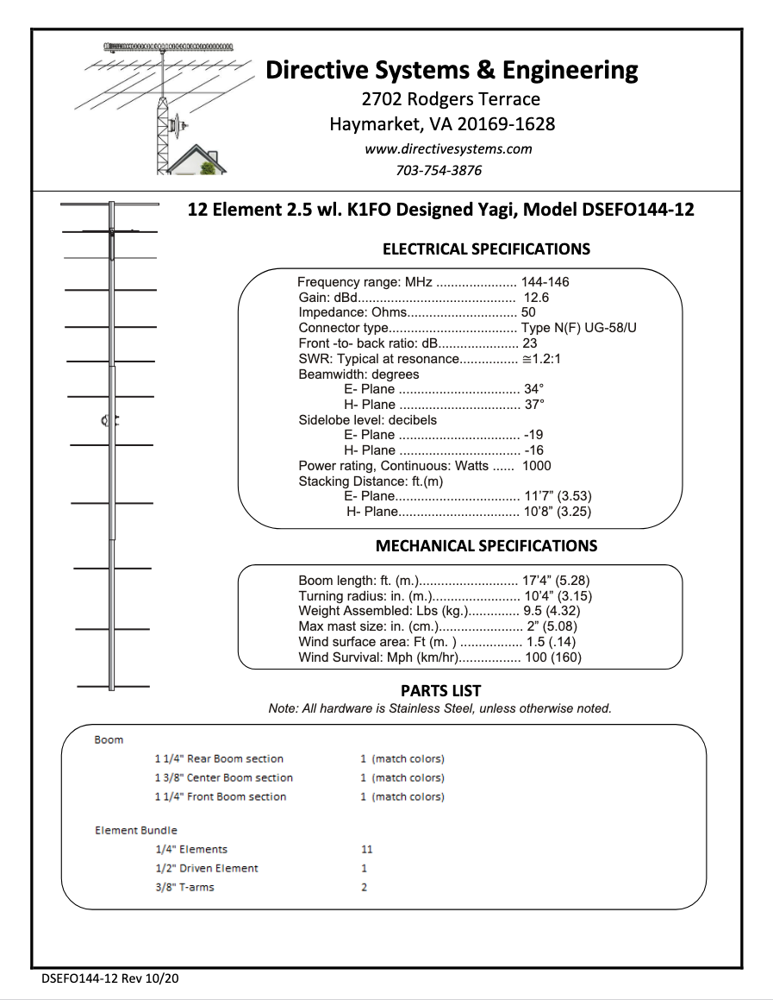 Directive Systems & Engineering
2702 Rodgers Terrace
Haymarket, VA 20169-1628
www.directivesystems.com
703-754-3876
12 Element 2.5 wl. K1FO Designed Yagi, Model DSEFO144-12
ELECTRICAL SPECIFICATIONS
Frequency range: MHz ...................... 144-146
Gain: dBd........................................... 12.6
Impedance: Ohms.............................. 50
Connector type................................... Type N(F) UG-58/U
Front -to- back ratio: dB...................... 23
SWR: Typical at resonance................ ≅1.2:1
Beamwidth: degrees
E- Plane ................................. 34°
H- Plane ................................. 37°
Sidelobe level: decibels
E- Plane ................................. -19
H- Plane ................................. -16
Power rating, Continuous: Watts ...... 1000
Stacking Distance: ft.(m)
E- Plane.................................. 11’7” (3.53)
H- Plane................................. 10’8” (3.25)
MECHANICAL SPECIFICATIONS
Boom length: ft. (m.)........................... 17’4” (5.28)
Turning radius: in. (m.)........................ 10’4” (3.15)
Weight Assembled: Lbs (kg.).............. 9.5 (4.32)
Max mast size: in. (cm.)....................... 2” (5.08)
Wind surface area: Ft (m. ) ................. 1.5 (.14)
Wind Survival: Mph (km/hr)................. 100 (160)
PARTS LIST
Note: All hardware is Stainless Steel, unless otherwise noted.
Boom
1 1/4" Rear Boom section 1 (match colors)
1 3/8" Center Boom section 1 (match colors)
1 1/4" Front Boom section 1 (match colors)
Element Bundle
1/4" Elements 11
1/2" Driven Element 1
3/8" T-arms 2
DSEFO144-12 Rev 10/20